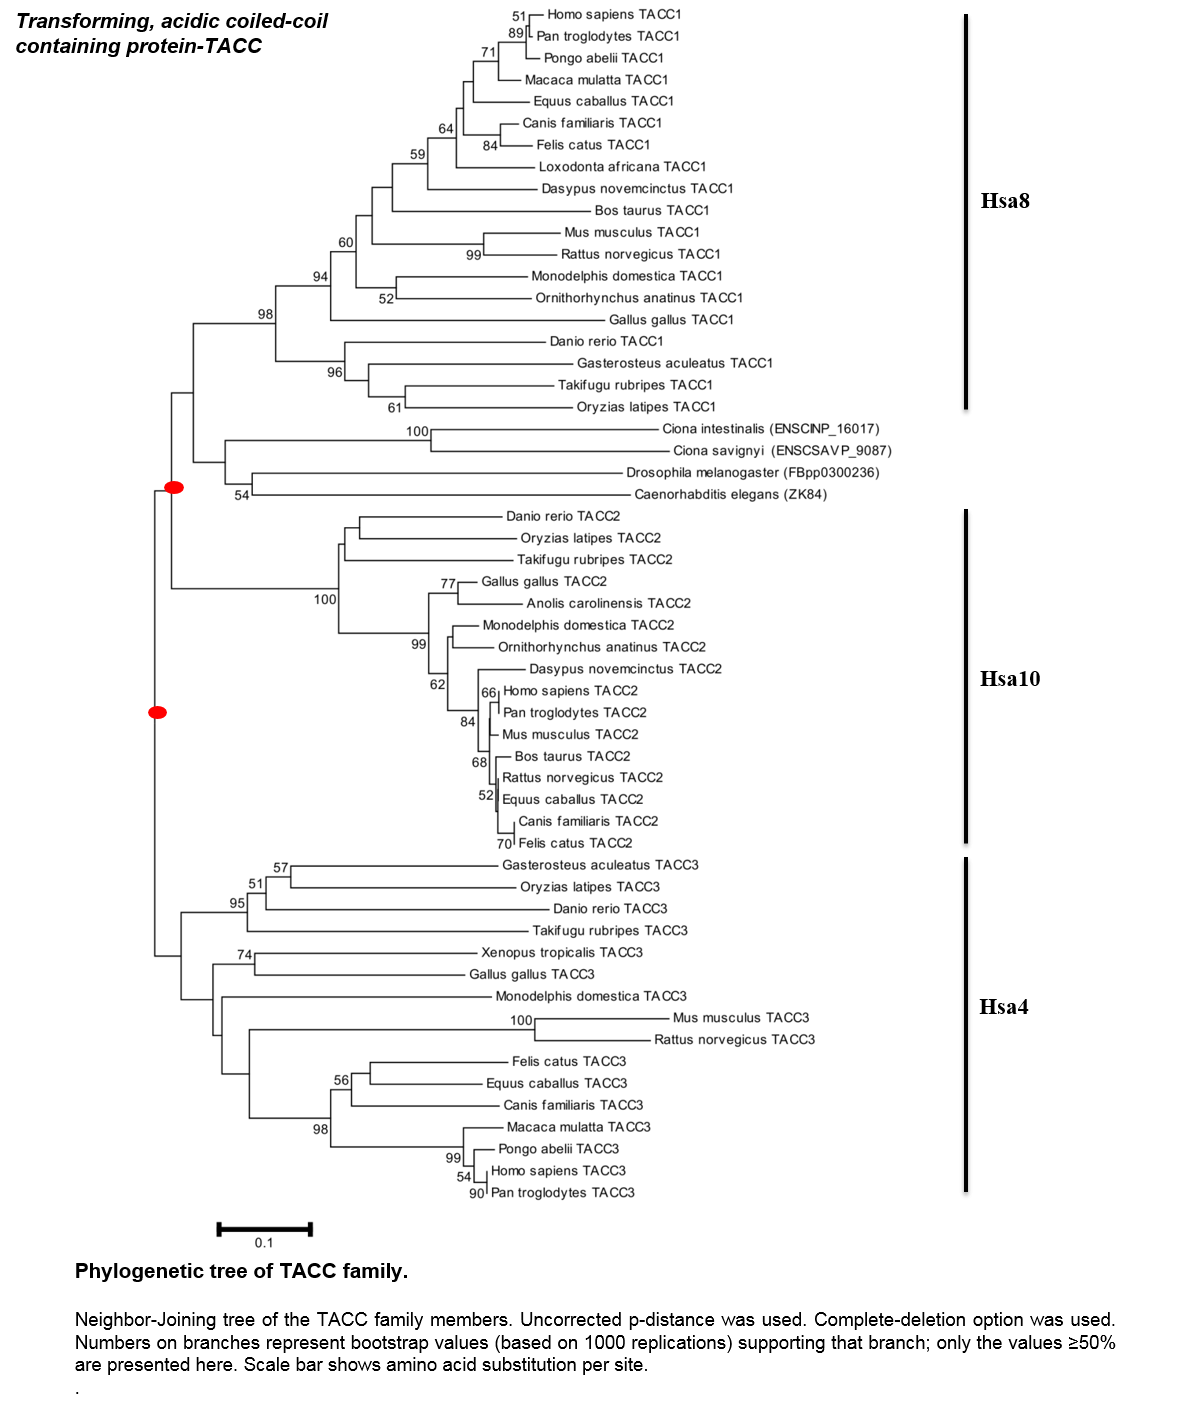 Transforming, acidic coiled-coil
containing protein-TACC
51
Homo sapiens TACC1
89
Pan troglodytes TACC1
71
Pongo abelii TACC1
Macaca mulatta TACC1
Equus caballus TACC1
64
Canis familiaris TACC1
84
Felis catus TACC1
59
Loxodonta africana TACC1
Dasypus novemcinctus TACC1
Hsa8
Bos taurus TACC1
60
Mus musculus TACC1
99
Rattus norvegicus TACC1
94
Monodelphis domestica TACC1
52
Ornithorhynchus anatinus TACC1
98
Gallus gallus TACC1
Danio rerio TACC1
96
Gasterosteus aculeatus TACC1
Takifugu rubripes TACC1
61
Oryzias latipes TACC1
100
Ciona intestinalis (ENSCINP_16017)
Ciona savignyi (ENSCSAVP_9087)
Drosophila melanogaster (FBpp0300236)
54
Caenorhabditis elegans (ZK84)
Danio rerio TACC2
Oryzias latipes TACC2
Takifugu rubripes TACC2
77
Gallus gallus TACC2
100
Anolis carolinensis TACC2
Monodelphis domestica TACC2
99
Ornithorhynchus anatinus TACC2
Dasypus novemcinctus TACC2
62
Hsa10
66
Homo sapiens TACC2
Pan troglodytes TACC2
84
Mus musculus TACC2
68
Bos taurus TACC2
Rattus norvegicus TACC2
52
Equus caballus TACC2
Canis familiaris TACC2
70
Felis catus TACC2
57
Gasterosteus aculeatus TACC3
51
Oryzias latipes TACC3
95
Danio rerio TACC3
Takifugu rubripes TACC3
74
Xenopus tropicalis TACC3
Gallus gallus TACC3
Monodelphis domestica TACC3
Hsa4
100
Mus musculus TACC3
Rattus norvegicus TACC3
Felis catus TACC3
56
Equus caballus TACC3
Canis familiaris TACC3
98
Macaca mulatta TACC3
99
Pongo abelii TACC3
54
Homo sapiens TACC3
90
Pan troglodytes TACC3
0.1
Phylogenetic tree of TACC family.
Neighbor-Joining tree of the TACC family members. Uncorrected p-distance was used. Complete-deletion option was used.
Numbers on branches represent bootstrap values (based on 1000 replications) supporting that branch; only the values ≥50%
are presented here. Scale bar shows amino acid substitution per site.
.